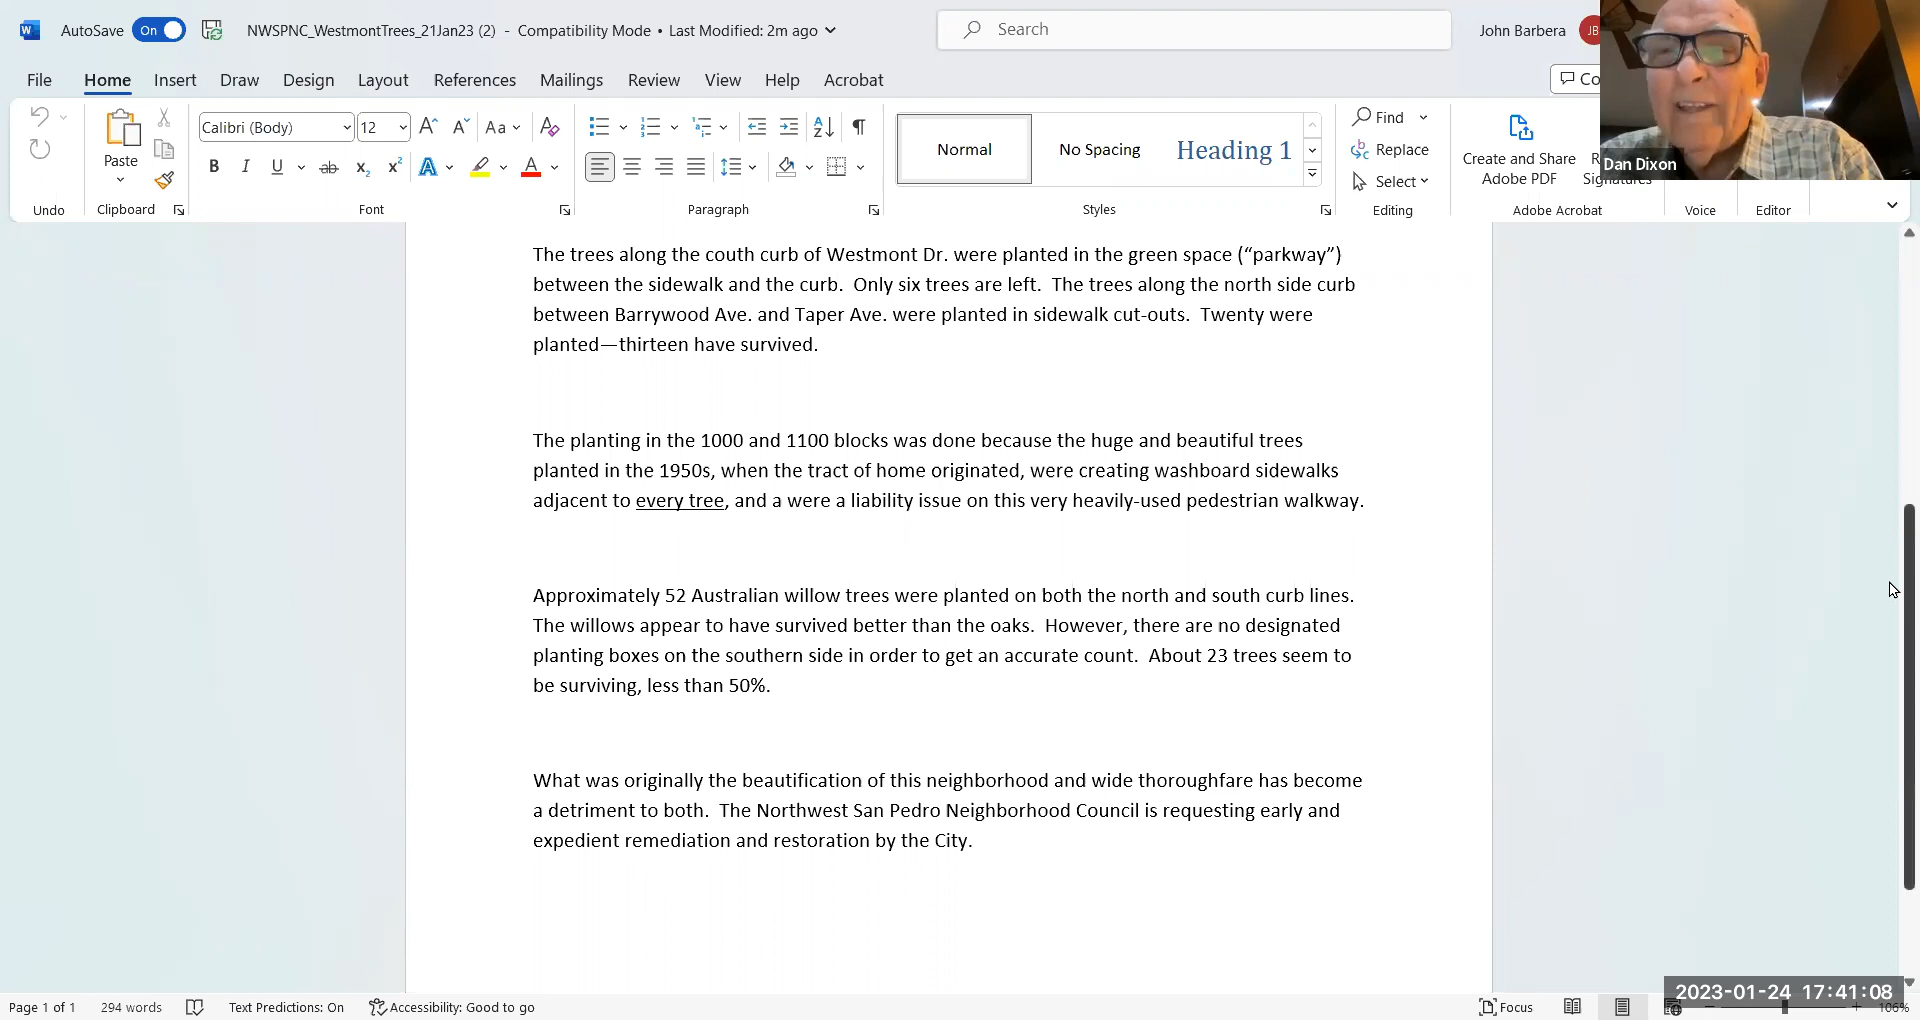 AutoSave On NWSPNC_WestmontTrees_21Jan23 (2) - Compatibility Mode • Last Modified: 2m ago Search John Barbera JB
File Home Insert Draw Design Layout References Mailings Review View Help Acrobat Co
Calibri (Body) 12 Aa
Paste
Normal No Spacing Heading 1
Find
Replace
Select
Create and Share
Adobe PDF
Dan Dixon
Signatures
Undo Clipboard Font Paragraph Styles Editing Adobe Acrobat Voice Editor
The trees along the couth curb of Westmont Dr. were planted in the green space (“parkway”)
between the sidewalk and the curb.  Only six trees are left.  The trees along the north side curb
between Barrywood Ave. and Taper Ave. were planted in sidewalk cut-outs.  Twenty were
planted—thirteen have survived.
The planting in the 1000 and 1100 blocks was done because the huge and beautiful trees
planted in the 1950s, when the tract of home originated, were creating washboard sidewalks
adjacent to every tree, and a were a liability issue on this very heavily-used pedestrian walkway.
Approximately 52 Australian willow trees were planted on both the north and south curb lines.
The willows appear to have survived better than the oaks.  However, there are no designated
planting boxes on the southern side in order to get an accurate count.  About 23 trees seem to
be surviving, less than 50%.
What was originally the beautification of this neighborhood and wide thoroughfare has become
a detriment to both.  The Northwest San Pedro Neighborhood Council is requesting early and
expedient remediation and restoration by the City.
2023-01-24 17:41:08
Page 1 of 1 294 words Text Predictions: On Accessibility: Good to go Focus 106%